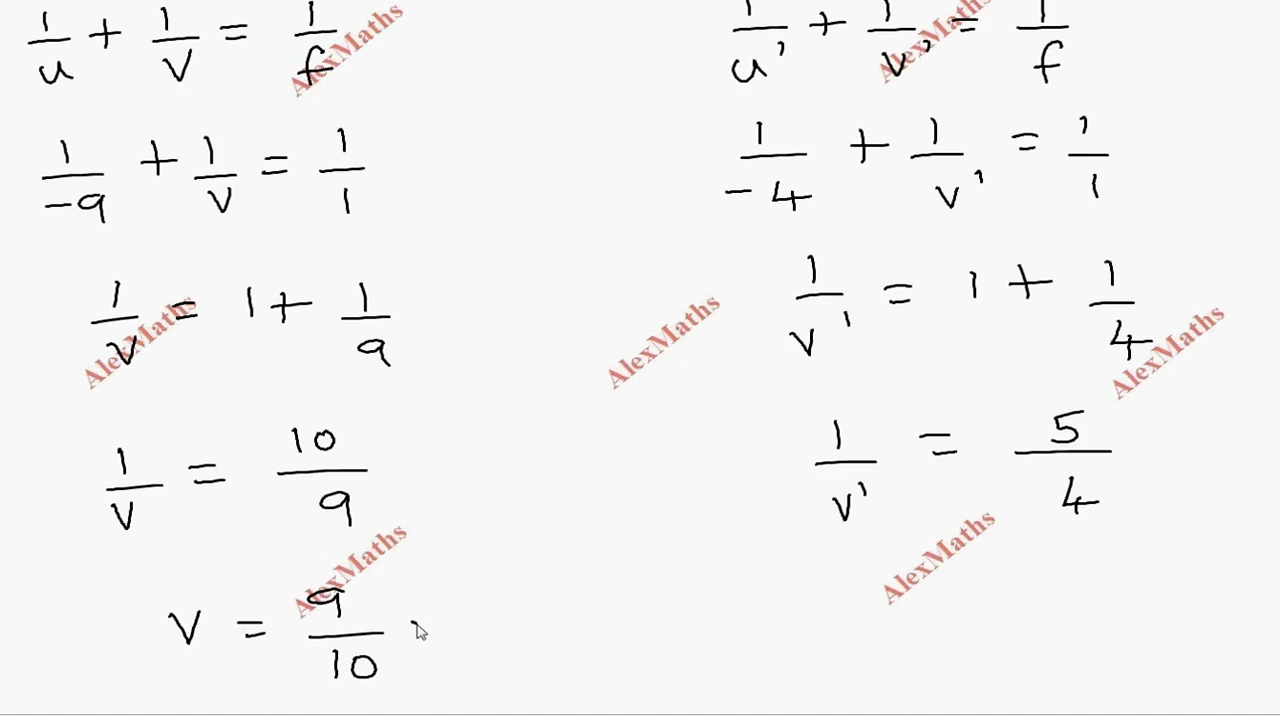 1/u + 1/v = 1/f
1/-9 + 1/v = 1/1
1/v = 1 + 1/9
1/v = 10/9
v = 9/10
1/u' + 1/v' = 1/f
1/-4 + 1/v' = 1/1
1/v' = 1 + 1/4
1/v' = 5/4
AlexMaths
AlexMaths
AlexMaths
AlexMaths
AlexMaths
AlexMaths
AlexMaths